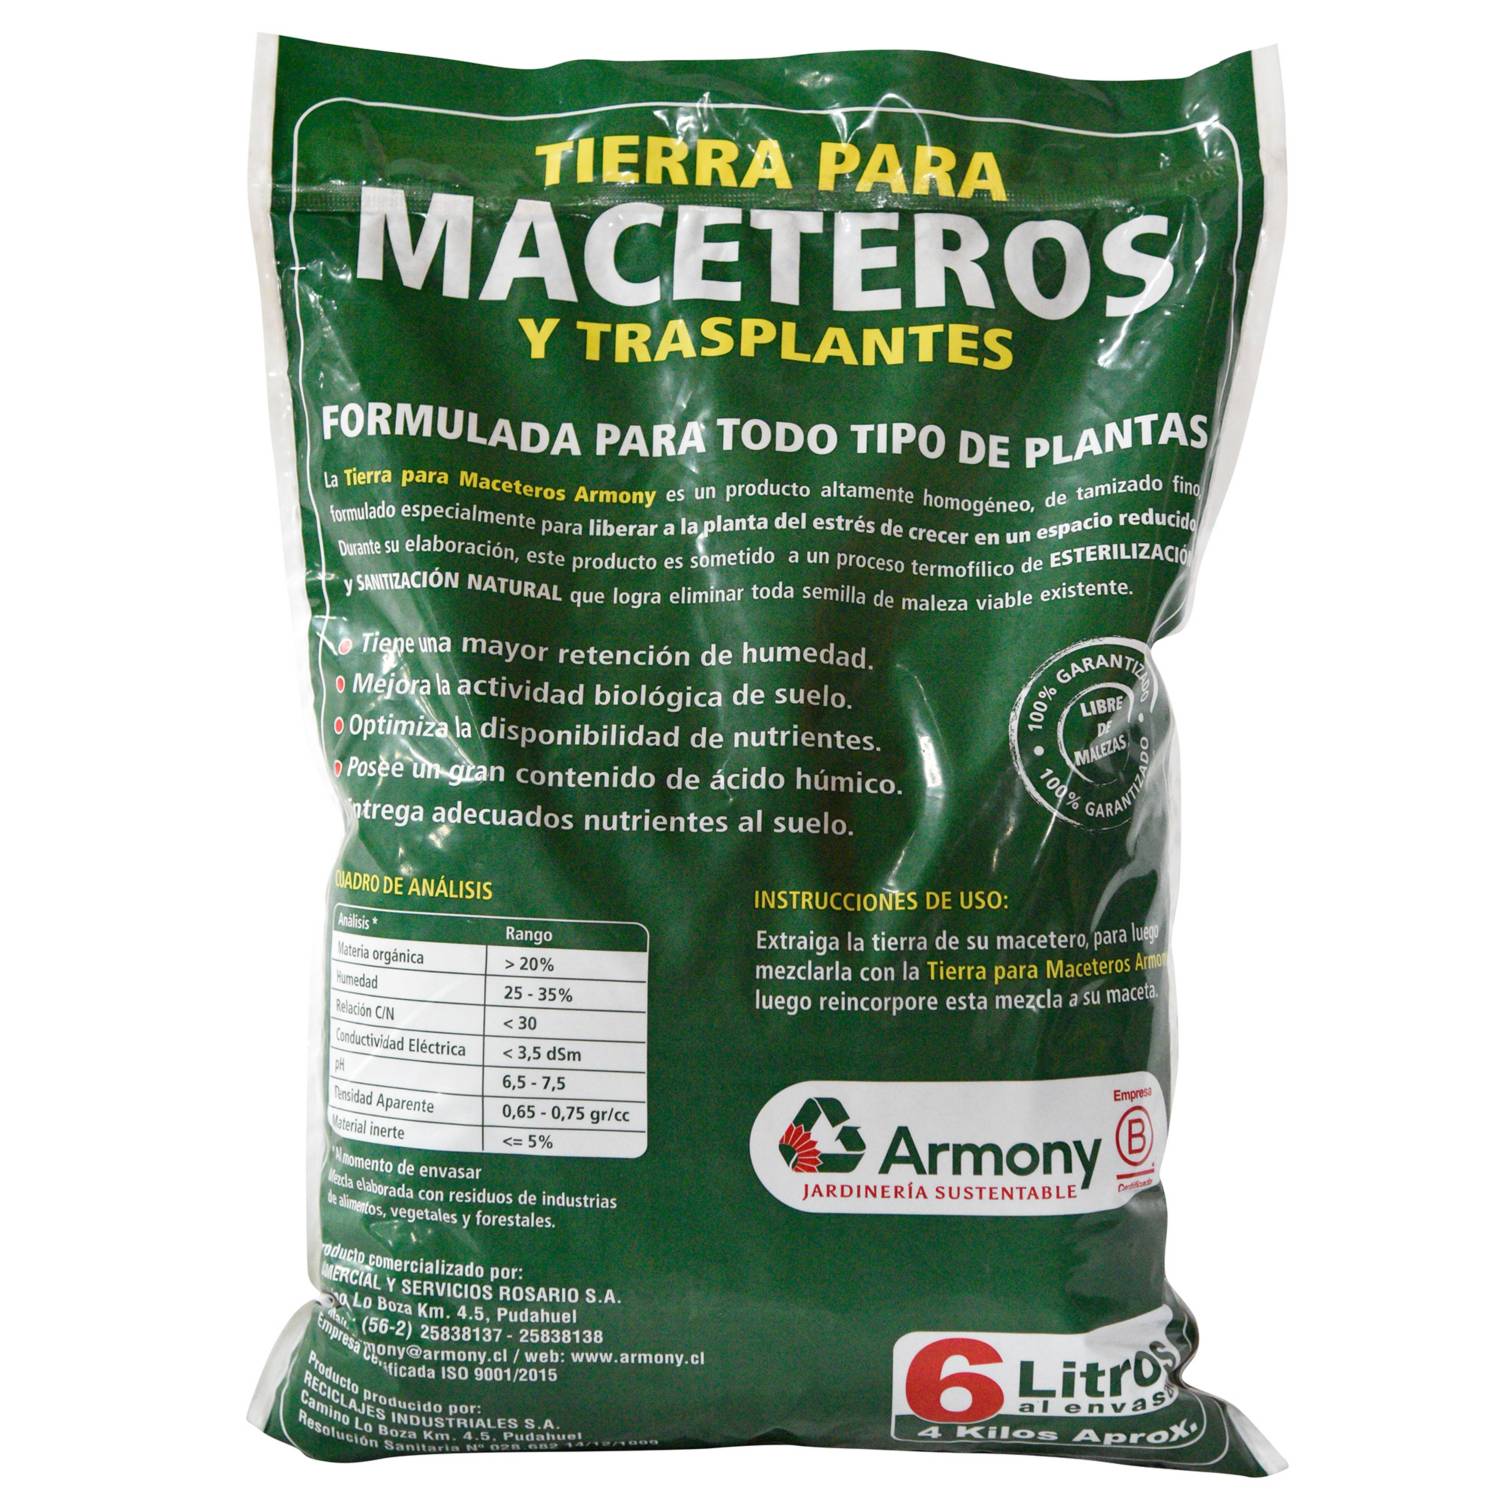 TIERRA PARA
MACETEROS
Y TRASPLANTES
FORMULADA PARA TODO TIPO DE PLANTAS
La Tierra para Maceteros Armony es un producto altamente homogéneo, de tamizado fino,
formulado especialmente para liberar a la planta del estrés de crecer en un espacio reducido
Durante su elaboración, este producto es sometido a un proceso termofílico de ESTERILIZACIÓN
y SANITIZACIÓN NATURAL que logra eliminar toda semilla de maleza viable existente.
Tiene una mayor retención de humedad.
Mejora la actividad biológica de suelo.
Optimiza la disponibilidad de nutrientes.
Posee un gran contenido de ácido húmico.
Entrega adecuados nutrientes al suelo.
100% GARANTIZADO • 100% GARANTIZADO •
LIBRE
DE
MALEZAS
CUADRO DE ANÁLISIS
Análisis * Rango
Materia orgánica > 20%
Humedad 25 - 35%
Relación C/N < 30
Conductividad Eléctrica < 3,5 dSm
pH 6,5 - 7,5
Densidad Aparente 0,65 - 0,75 gr/cc
Material inerte <= 5%
* Al momento de envasar
Mezcla elaborada con residuos de industrias
de alimentos, vegetales y forestales.
INSTRUCCIONES DE USO:
Extraiga la tierra de su macetero, para luego
mezclarla con la Tierra para Maceteros Armony
luego reincorpore esta mezcla a su maceta.
Armony
JARDINERÍA SUSTENTABLE
Empresa
B
Certificada
Producto comercializado por:
COMERCIAL Y SERVICIOS ROSARIO S.A.
Camino Lo Boza Km. 4.5, Pudahuel
(56-2) 25838137 - 25838138
armony@armony.cl / web: www.armony.cl
Empresa Certificada ISO 9001/2015
Producto producido por:
RECICLAJES INDUSTRIALES S.A.
Camino Lo Boza Km. 4.5, Pudahuel
Resolución Sanitaria Nº 028.682 14/12/1999
6 Litros
al envasar
4 Kilos Aprox.